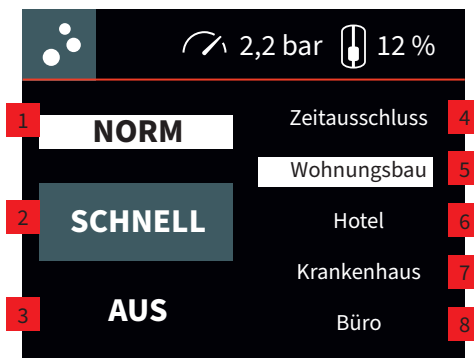 2,2 bar 12 %
1 NORM
2 SCHNELL
3 AUS
Zeitausschluss 4
Wohnungsbau 5
Hotel 6
Krankenhaus 7
Büro 8